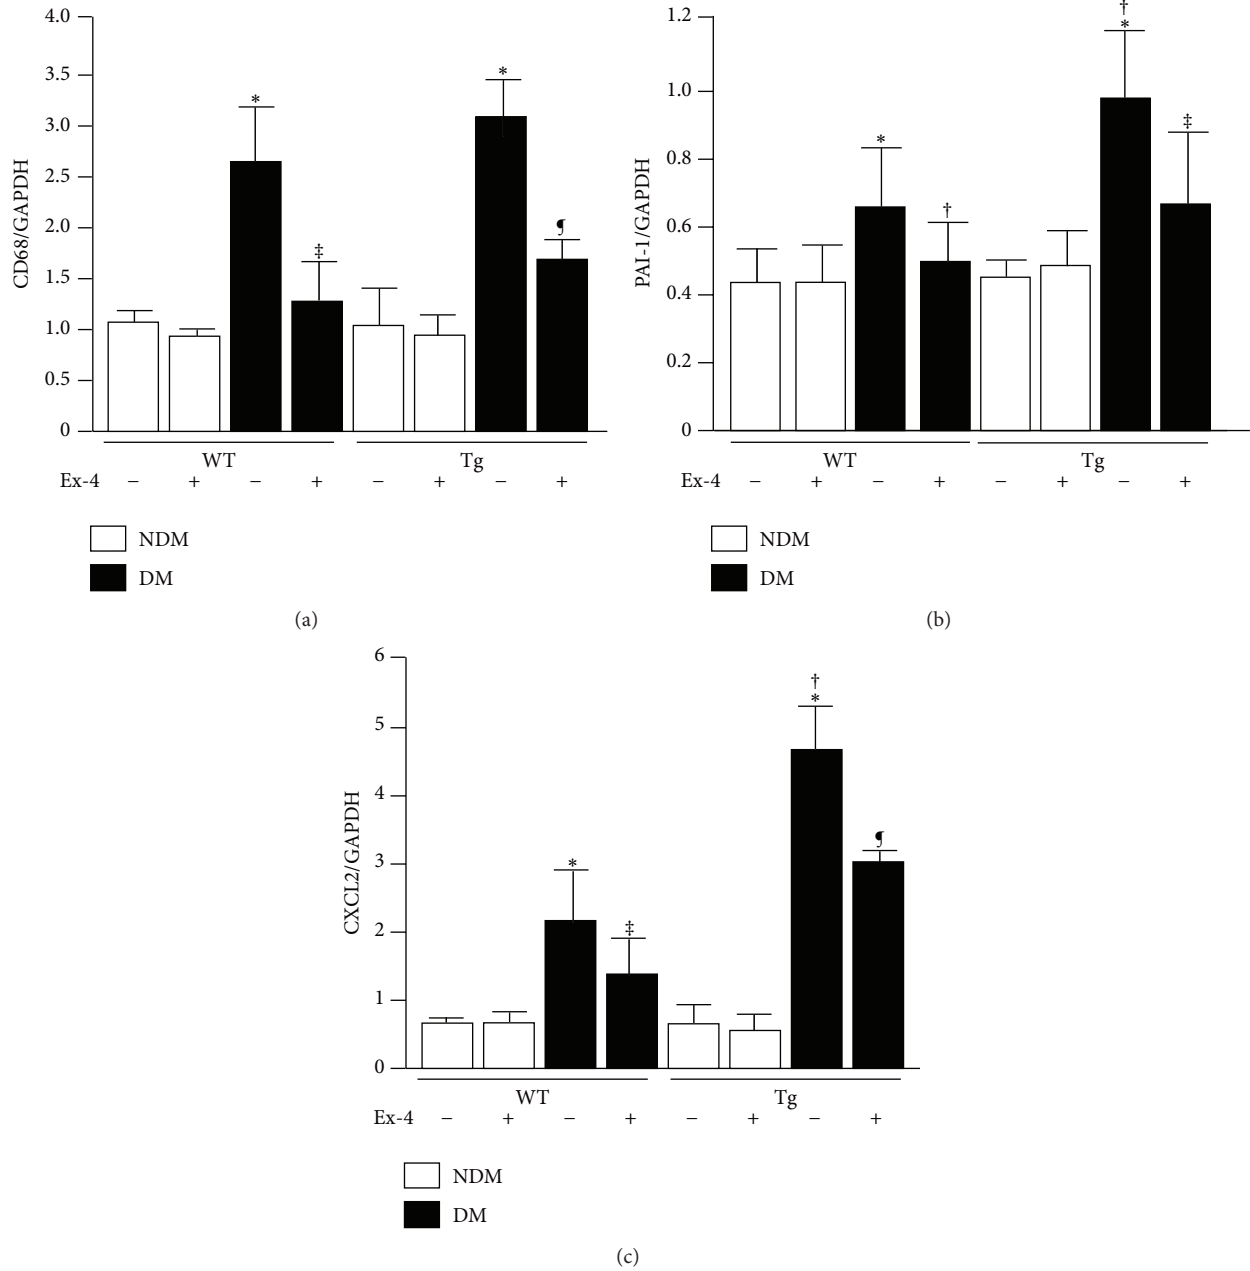 CD68/GAPDH
4.0
3.5
3.0
2.5
2.0
1.5
1.0
0.5
0
*
‡
*
¶
WT
Tg
Ex-4 − + − + − + − +
NDM
DM
(a)
PAI-1/GAPDH
1.2
1.0
0.8
0.6
0.4
0.2
0
*
†
†
*
‡
WT
Tg
Ex-4 − + − + − + − +
NDM
DM
(b)
CXCL2/GAPDH
6
5
4
3
2
1
0
*
‡
†
*
¶
WT
Tg
Ex-4 − + − + − + − +
NDM
DM
(c)